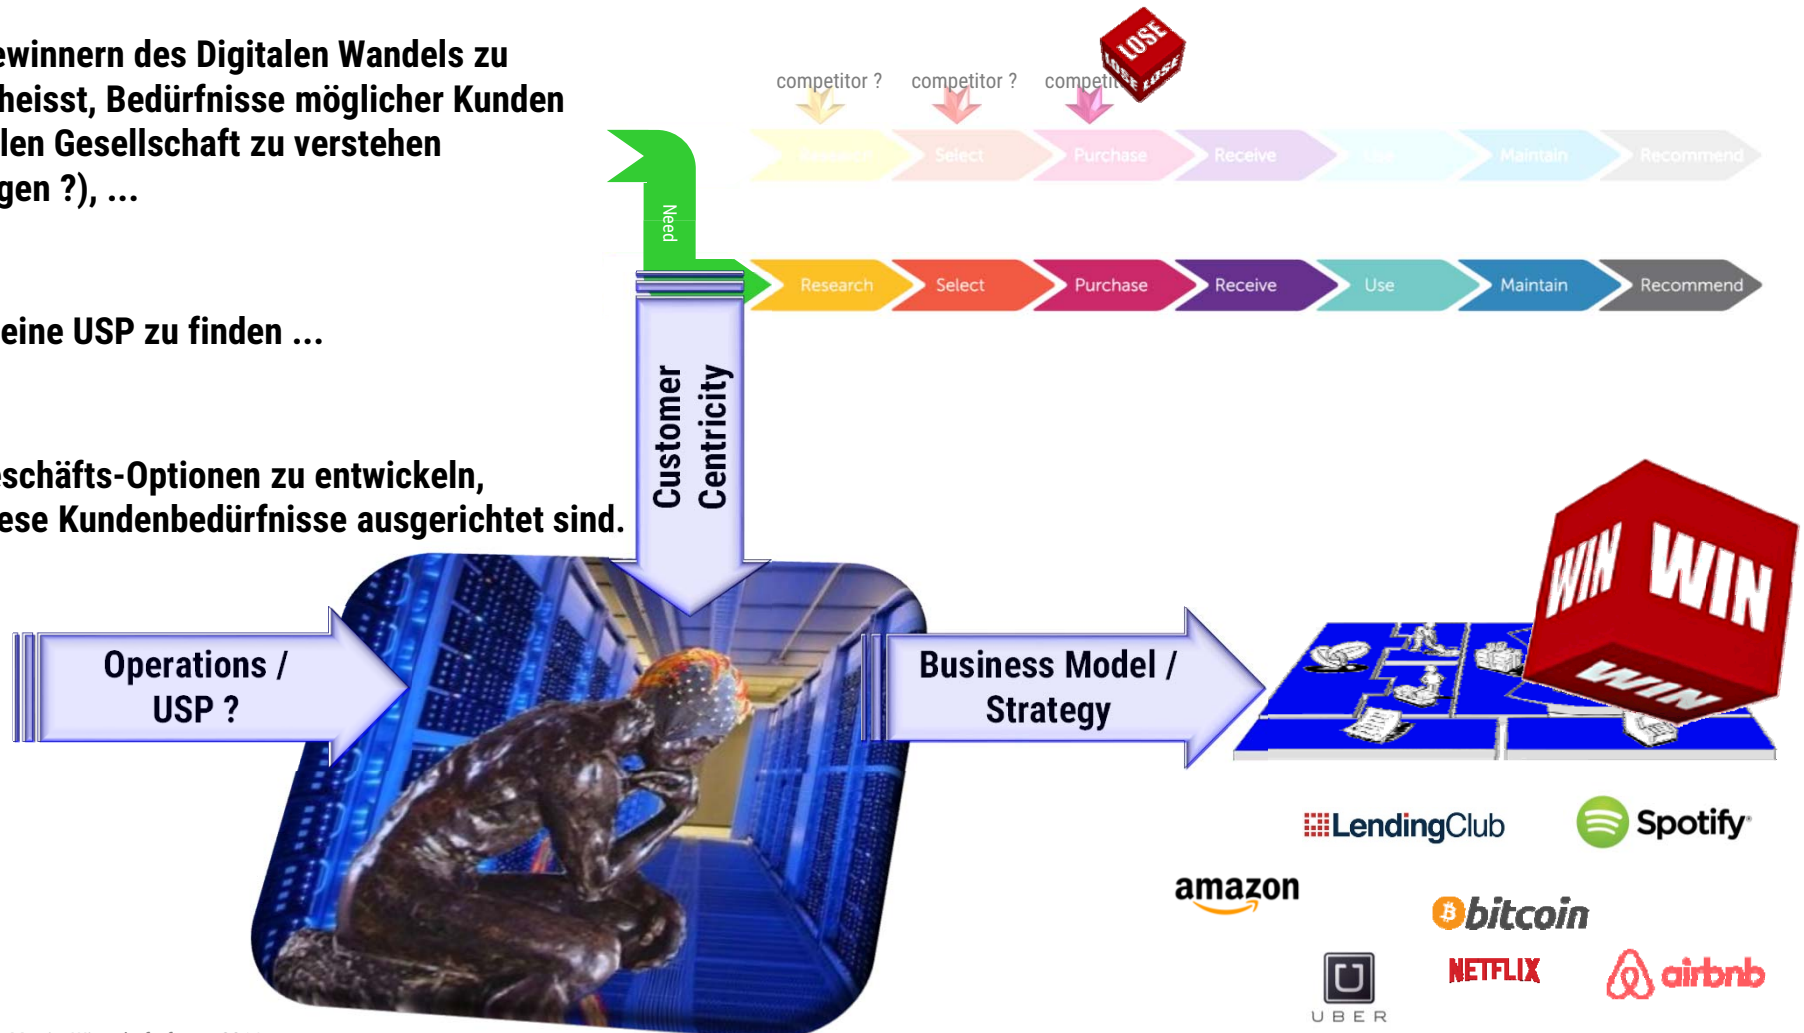 ewinnern des Digitalen Wandels zu
heisst, Bedürfnisse möglicher Kunden
len Gesellschaft zu verstehen
gen ?), ...
eine USP zu finden ...
eschäfts-Optionen zu entwickeln,
iese Kundenbedürfnisse ausgerichtet sind.
competitor ? competitor ? competit
LOSE
LOSE LOSE
Select Purchase Receive Maintain Recommend
Need
Research Select Purchase Receive Use Maintain Recommend
Customer
Centricity
Operations /
USP ?
Business Model /
Strategy
WIN WIN
WIN
LendingClub
Spotify
amazon
bitcoin
NETFLIX
airbnb
UBER